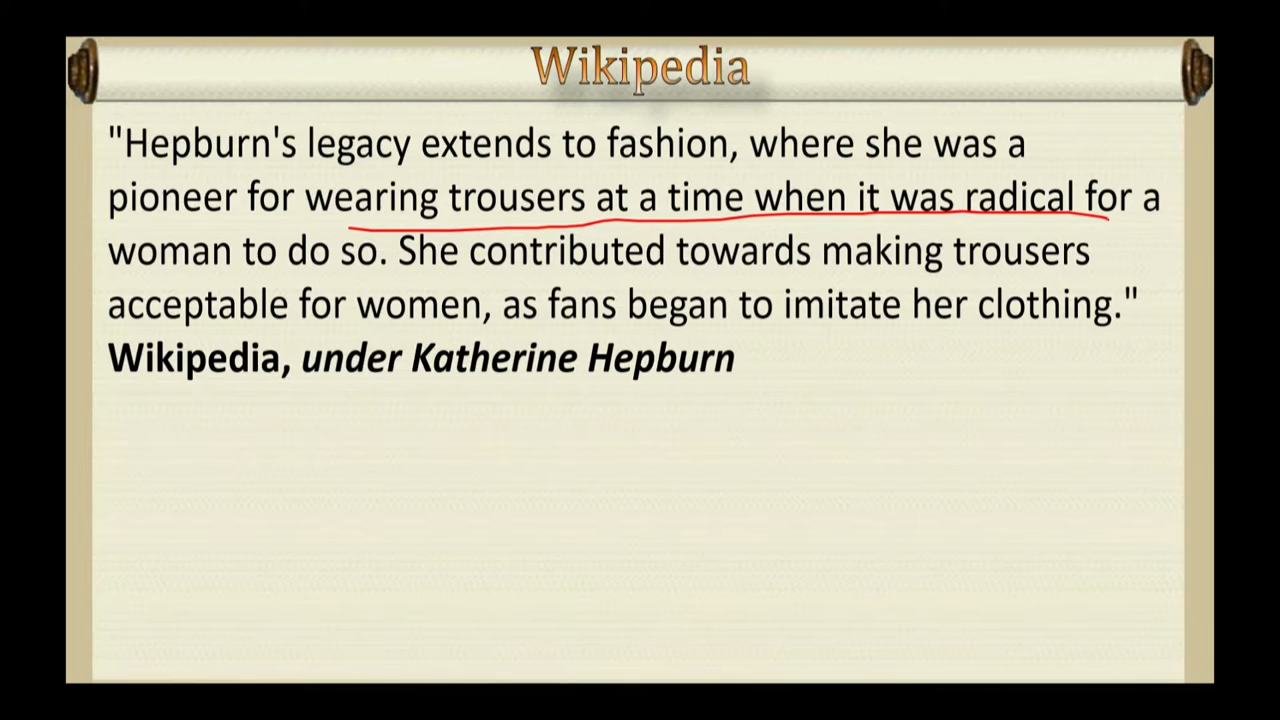 Wikipedia
"Hepburn's legacy extends to fashion, where she was a
pioneer for wearing trousers at a time when it was radical for a
woman to do so. She contributed towards making trousers
acceptable for women, as fans began to imitate her clothing."
Wikipedia, under Katherine Hepburn